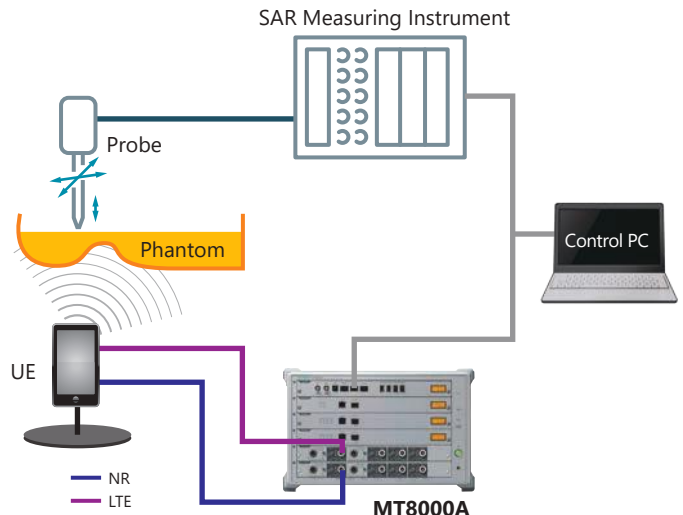 SAR Measuring Instrument
Probe
Phantom
Control PC
UE
NR
LTE
MT8000A